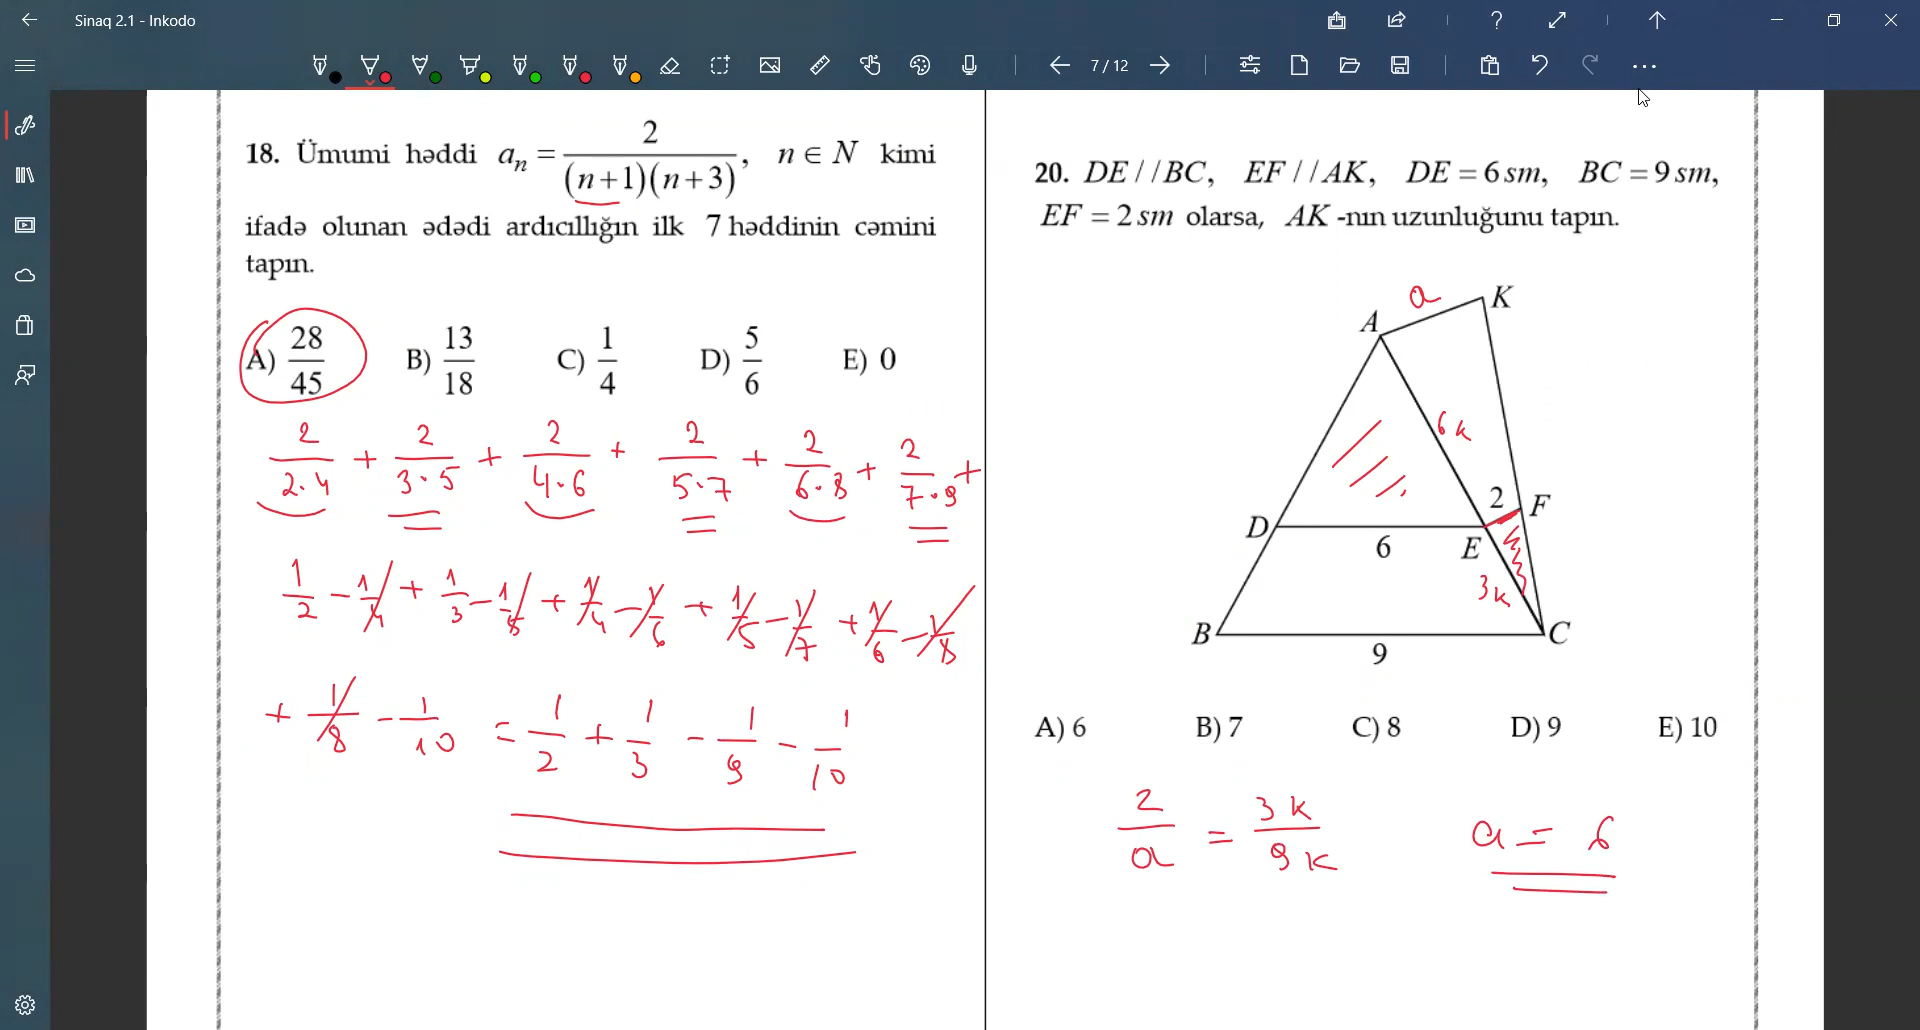 Sinaq 2.1 - Inkodo
7 / 12
18. Ümumi həddi a_n = 2/((n+1)(n+3)), n ∈ N kimi
ifadə olunan ədədi ardıcıllığın ilk 7 həddinin cəmini
tapın.
A) 28/45 B) 13/18 C) 1/4 D) 5/6 E) 0
2/(2·4) + 2/(3·5) + 2/(4·6) + 2/(5·7) + 2/(6·8) + 2/(7·9) +
1/2 - 1/4 + 1/3 - 1/5 + 1/4 - 1/6 + 1/5 - 1/7 + 1/6 - 1/8
+ 1/8 - 1/10 = 1/2 + 1/3 - 1/9 - 1/10
20. DE//BC, EF//AK, DE = 6 sm, BC = 9 sm,
EF = 2 sm olarsa, AK -nın uzunluğunu tapın.
a K
A
6k
2 F
D 6 E
3k
B 9 C
A) 6 B) 7 C) 8 D) 9 E) 10
2/a = 3k/9k a = 6